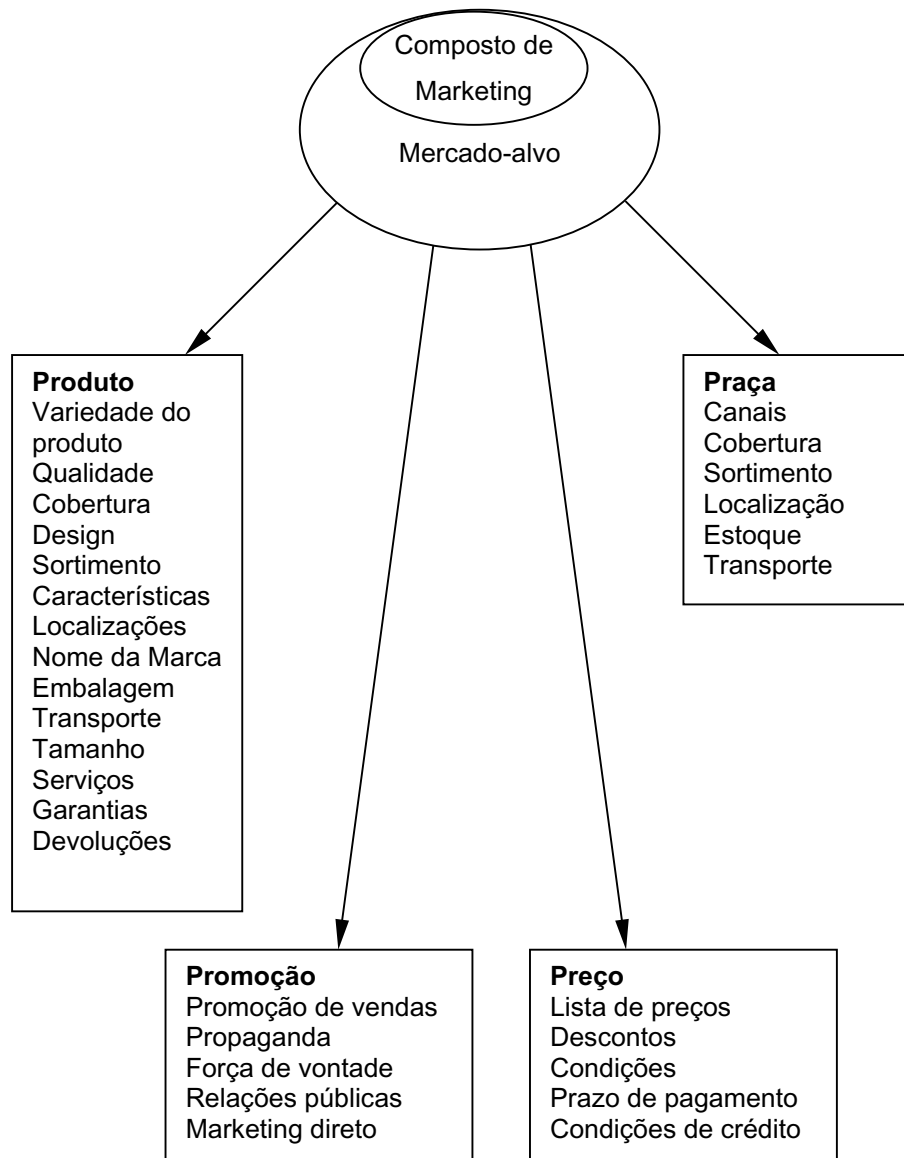 Composto de
Marketing
Mercado-alvo
Produto
Variedade do
produto
Qualidade
Cobertura
Design
Sortimento
Características
Localizações
Nome da Marca
Embalagem
Transporte
Tamanho
Serviços
Garantias
Devoluções
Praça
Canais
Cobertura
Sortimento
Localização
Estoque
Transporte
Promoção
Promoção de vendas
Propaganda
Força de vontade
Relações públicas
Marketing direto
Preço
Lista de preços
Descontos
Condições
Prazo de pagamento
Condições de crédito